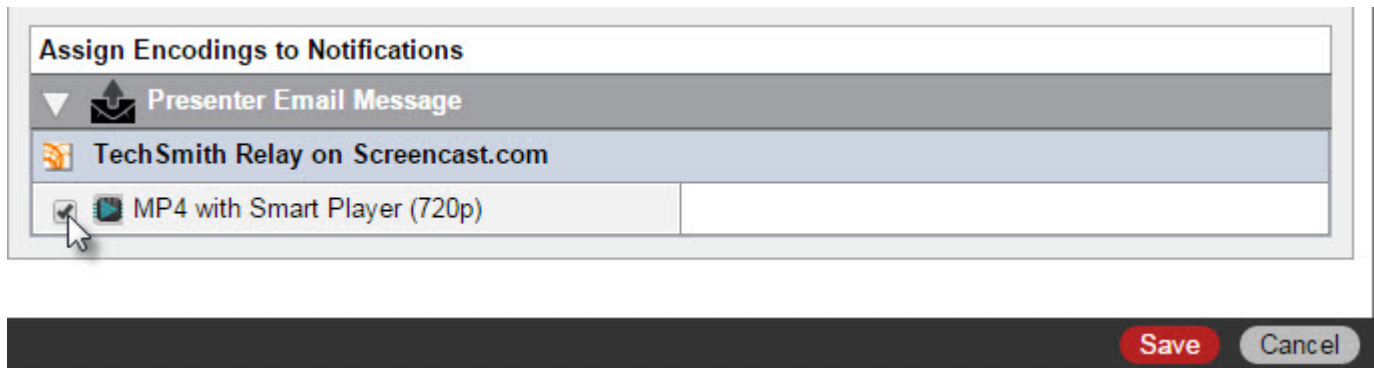 Assign Encodings to Notifications
Presenter Email Message
TechSmith Relay on Screencast.com
MP4 with Smart Player (720p)
Save Cancel